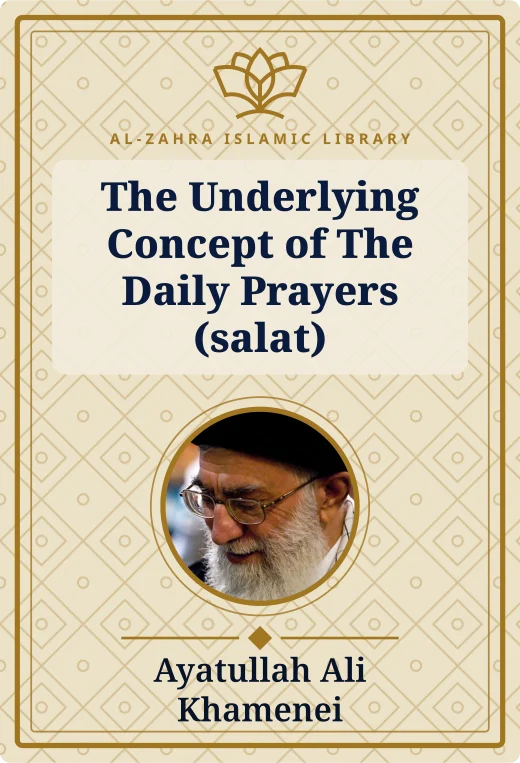 AL-ZAHRA ISLAMIC LIBRARY
The Underlying
Concept of The
Daily Prayers
(salat)
Ayatullah Ali
Khamenei